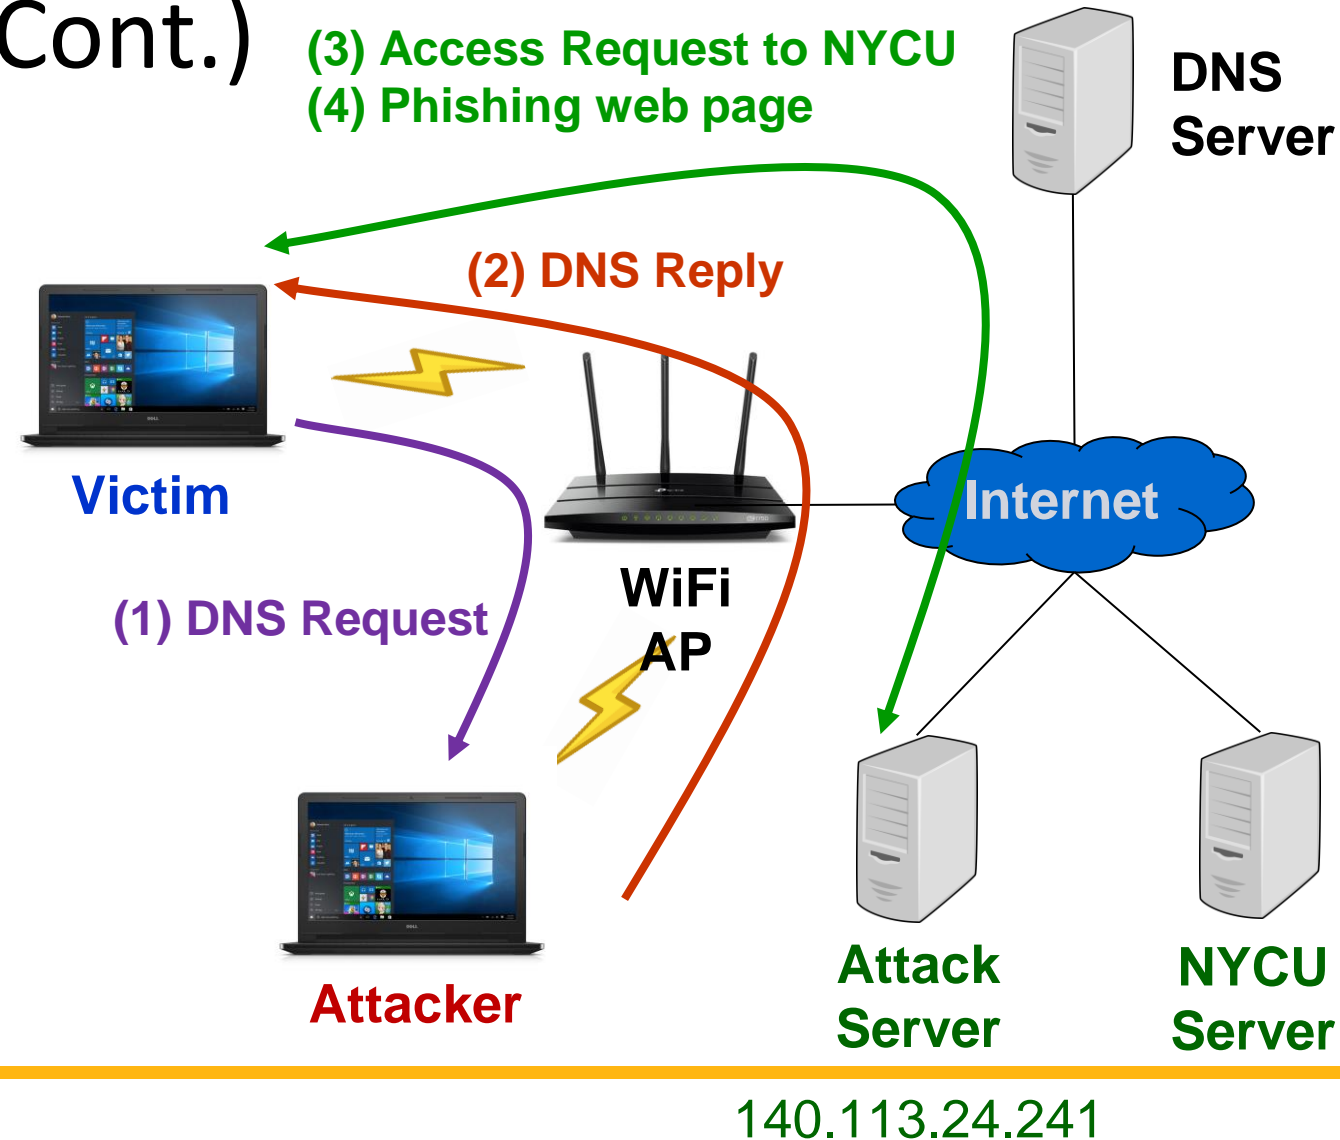 Cont.)
(3) Access Request to NYCU
(4) Phishing web page
DNS
Server
(2) DNS Reply
Victim
Internet
WiFi
AP
(1) DNS Request
Attacker
Attack
Server
NYCU
Server
140.113.24.241